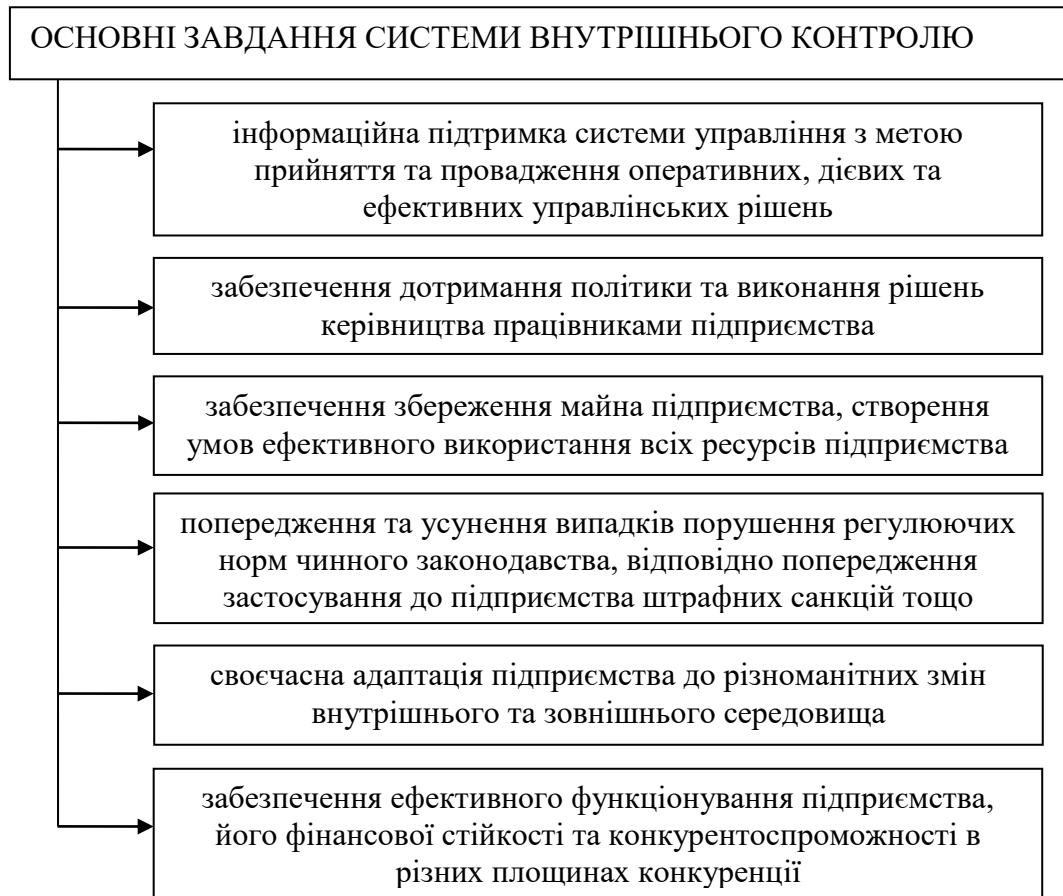 ОСНОВНІ ЗАВДАННЯ СИСТЕМИ ВНУТРІШНЬОГО КОНТРОЛЮ
інформаційна підтримка системи управління з метою
прийняття та провадження оперативних, дієвих та
ефективних управлінських рішень
забезпечення дотримання політики та виконання рішень
керівництва працівниками підприємства
забезпечення збереження майна підприємства, створення
умов ефективного використання всіх ресурсів підприємства
попередження та усунення випадків порушення регулюючих
норм чинного законодавства, відповідно попередження
застосування до підприємства штрафних санкцій тощо
своєчасна адаптація підприємства до різноманітних змін
внутрішнього та зовнішнього середовища
забезпечення ефективного функціонування підприємства,
його фінансової стійкості та конкурентоспроможності в
різних площинах конкуренції